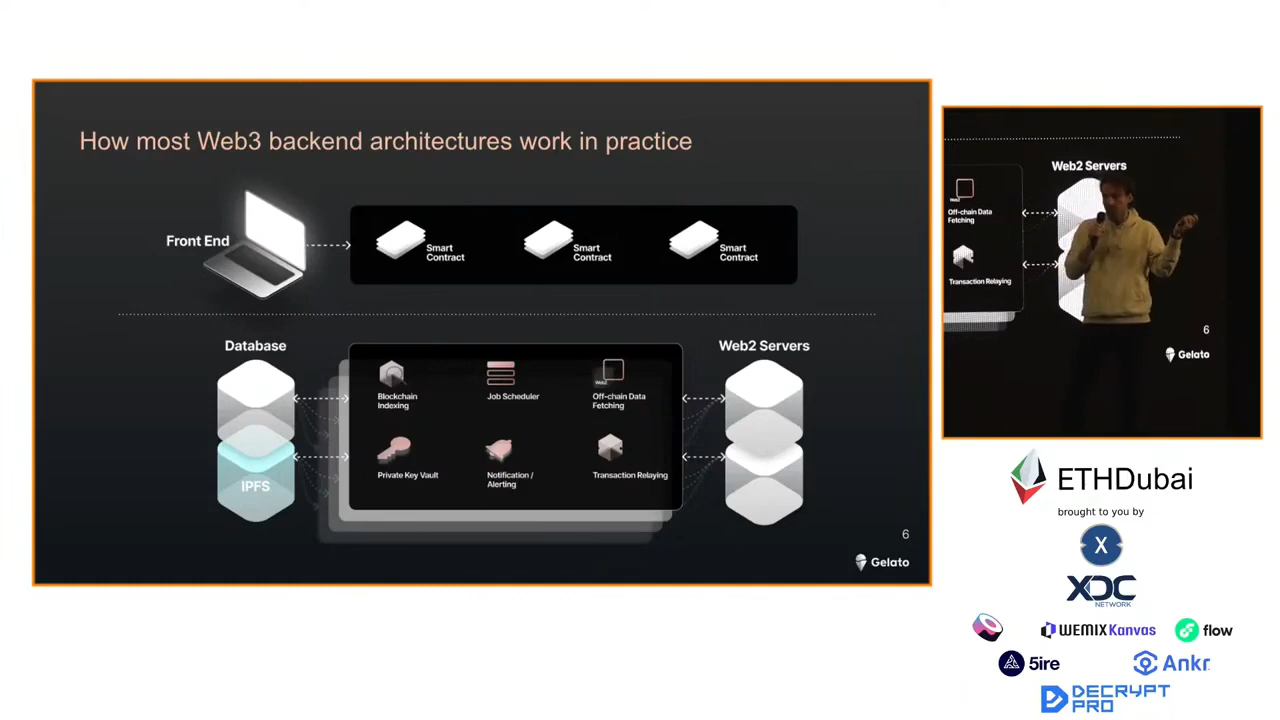 How most Web3 backend architectures work in practice
Front End
Smart
Contract
Smart
Contract
Smart
Contract
Database
IPFS
Blockchain
Indexing
Job Scheduler
Web2
Off-chain Data
Fetching
Private Key Vault
Notification /
Alerting
Transaction Relaying
Web2 Servers
6
Gelato
Web2 Servers
Web2
Off-chain Data
Fetching
Transaction Relaying
6
Gelato
ETHDubai
brought to you by
X
XDC
NETWORK
WEMIX Kanvas
flow
5ire
Ankr
DECRYPT
PRO